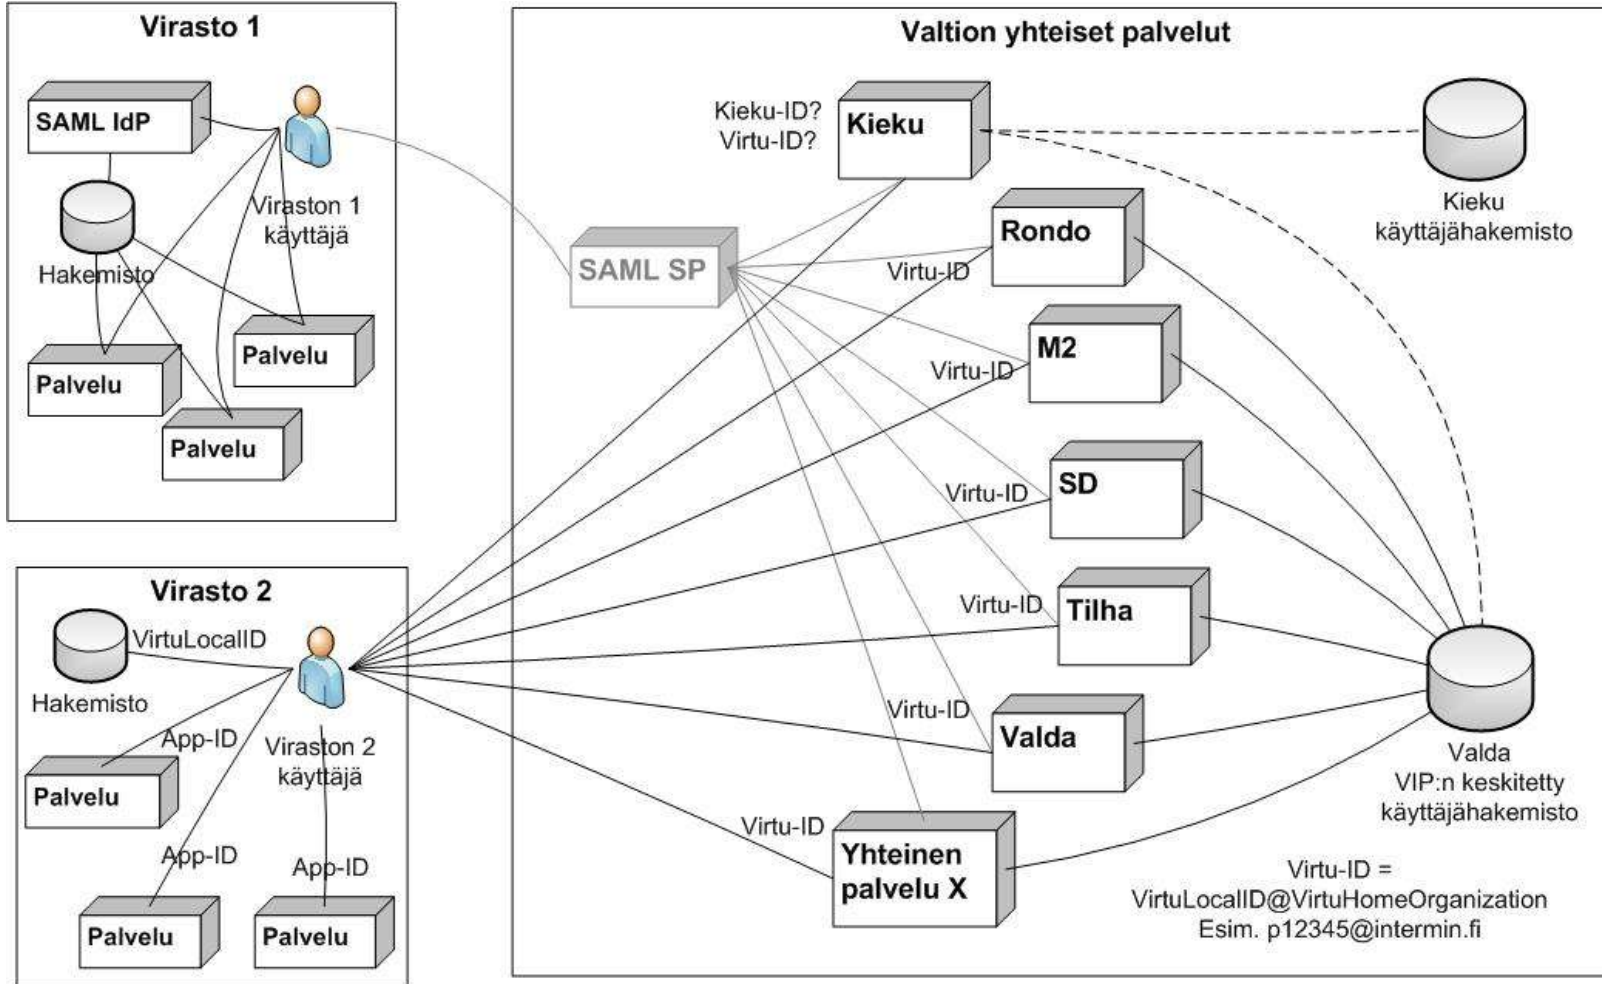 Virasto 1
SAML IdP
Viraston 1
käyttäjä
Hakemisto
Palvelu
Palvelu
Palvelu
Virasto 2
VirtuLocalID
Hakemisto
App-ID
Viraston 2
käyttäjä
Palvelu
App-ID
App-ID
Palvelu
Palvelu
Valtion yhteiset palvelut
Kieku-ID?
Virtu-ID?
Kieku
Kieku
käyttäjähakemisto
SAML SP
Rondo
Virtu-ID
M2
Virtu-ID
SD
Virtu-ID
Tilha
Virtu-ID
Virtu-ID
Valda
Valda
VIP:n keskitetty
käyttäjähakemisto
Virtu-ID
Yhteinen
palvelu X
Virtu-ID =
VirtuLocalID@VirtuHomeOrganization
Esim. p12345@intermin.fi